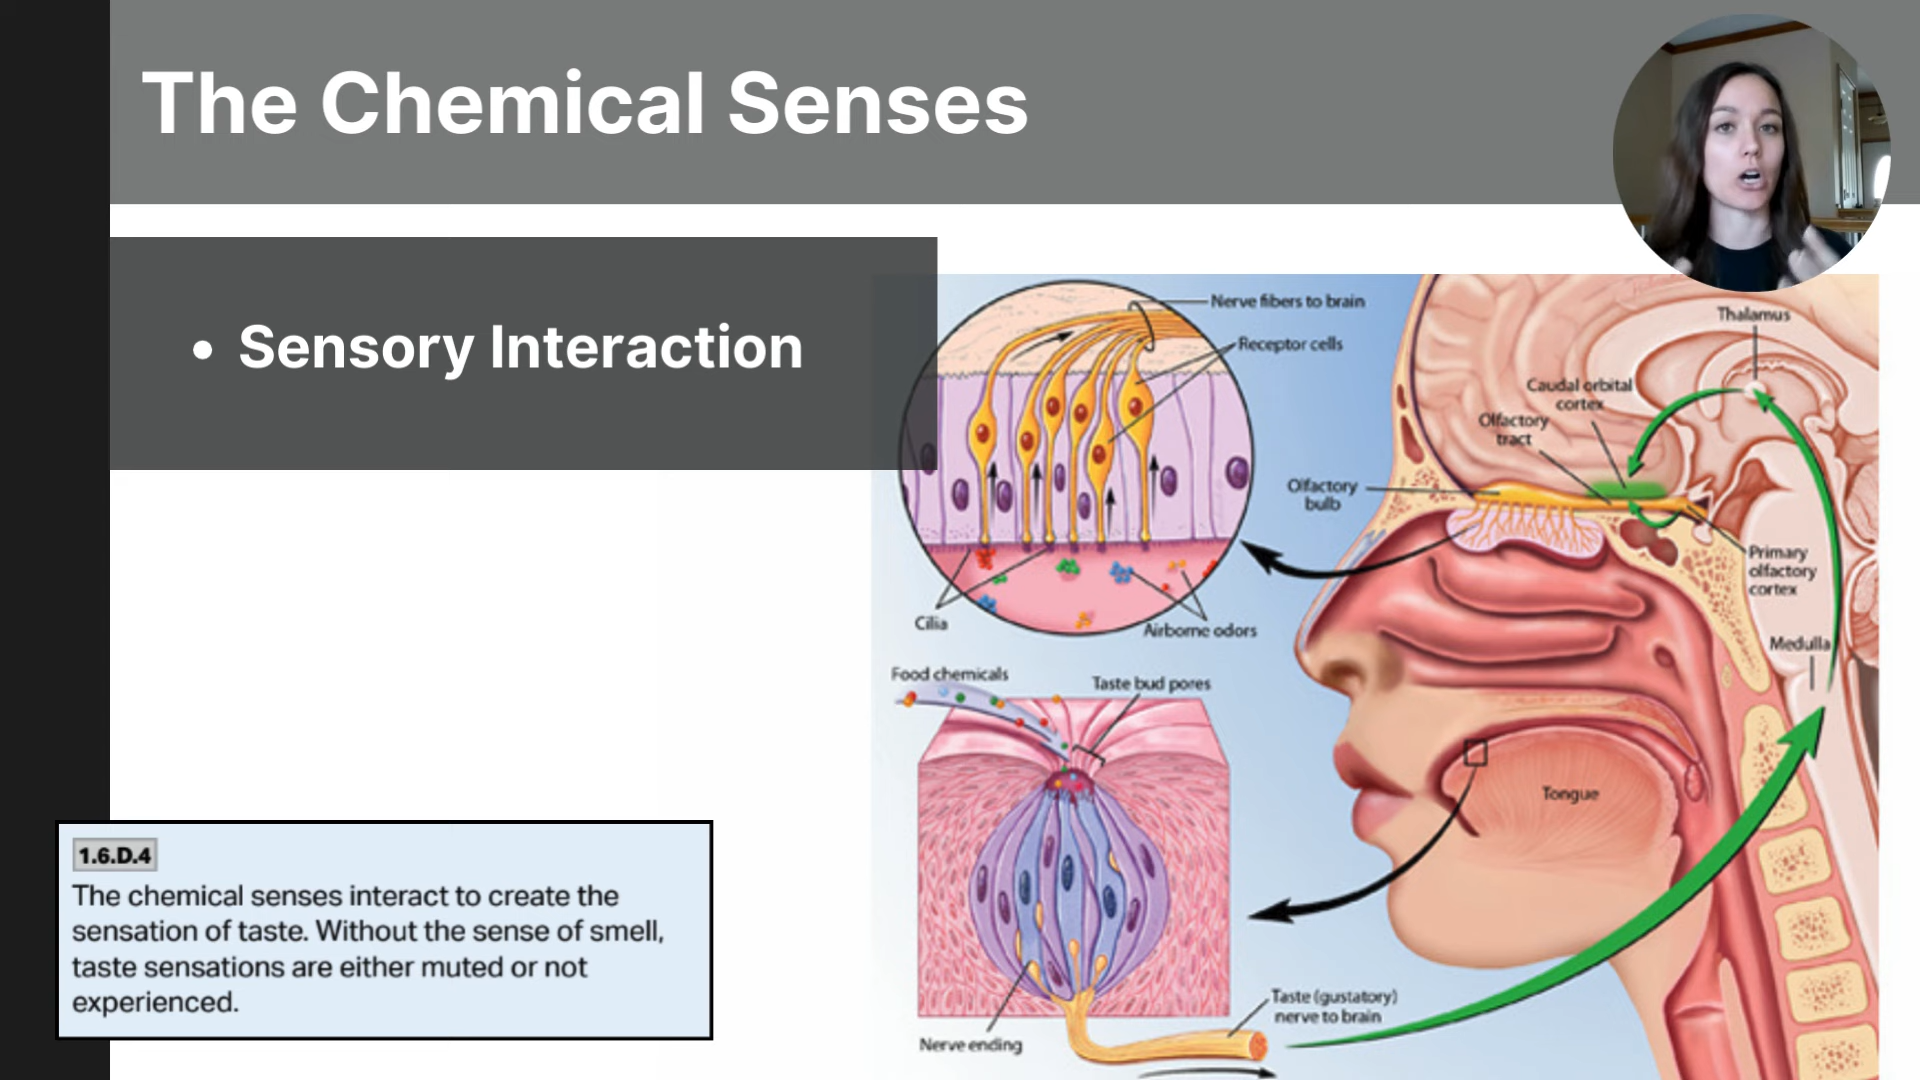 The Chemical Senses
• Sensory Interaction
Nerve fibers to brain
Receptor cells
Cilia
Airborne odors
Thalamus
Caudal orbital
cortex
Olfactory
tract
Olfactory
bulb
Primary
olfactory
cortex
Medulla
Food chemicals
Taste bud pores
Tongue
Nerve ending
Taste (gustatory)
nerve to brain
1.6.D.4
The chemical senses interact to create the
sensation of taste. Without the sense of smell,
taste sensations are either muted or not
experienced.